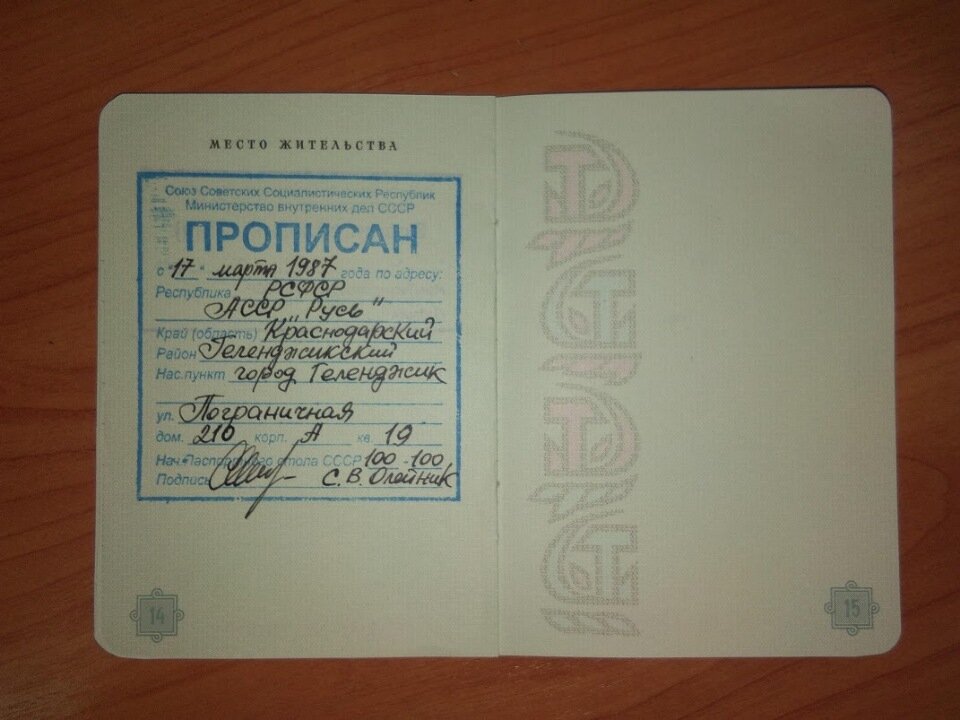 МЕСТО ЖИТЕЛЬСТВА
Союз Советских Социалистических Республик
Министерство внутренних дел СССР
ПРОПИСАН
с "17" марта 1987 года по адресу:
Республика РСФСР
АССР „Русь"
Край (область) Краснодарский
Район Геленджикский
Нас.пункт город Геленджик
ул. Пограничная
дом. 210 корп. А кв. 19
Нач. Паспортного стола СССР 100-100
Подпись С. В. Олейник
14
15